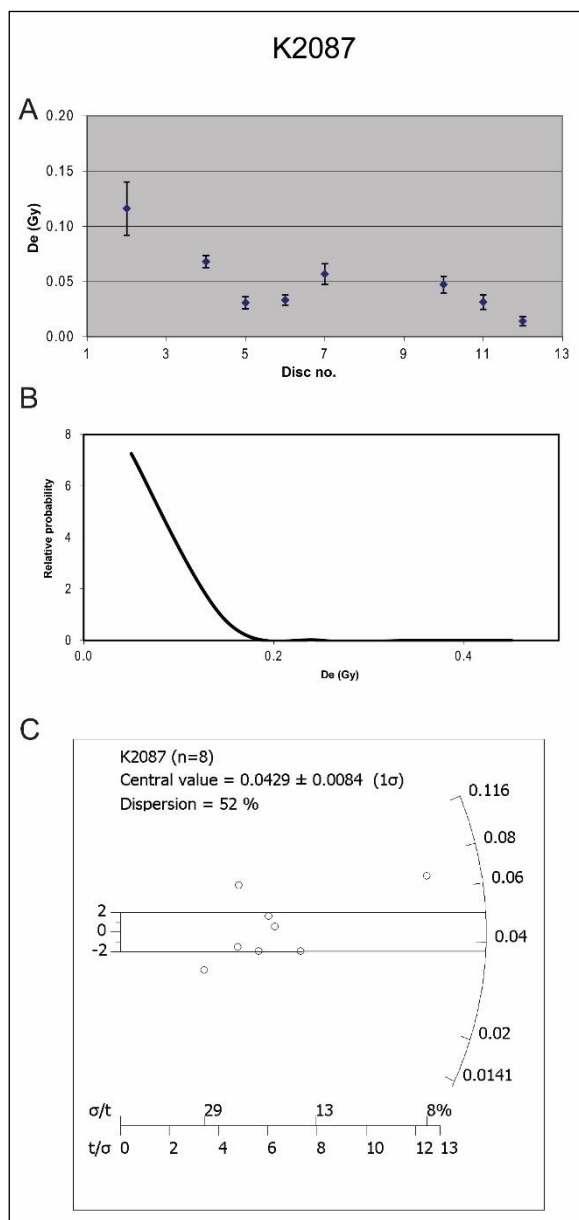 K2087
A
0.20
0.15
0.10
0.05
0.00
De (Gy)
1 3 5 7 9 11 13
Disc no.
B
8
6
4
2
0
Relative probability
0.0 0.2 0.4
De (Gy)
C
K2087 (n=8)
Central value = 0.0429 ± 0.0084 (1σ)
Dispersion = 52 %
0.116
0.08
0.06
0.04
0.02
0.0141
2
0
-2
σ/t 29 13 8%
t/σ 0 2 4 6 8 10 12 13